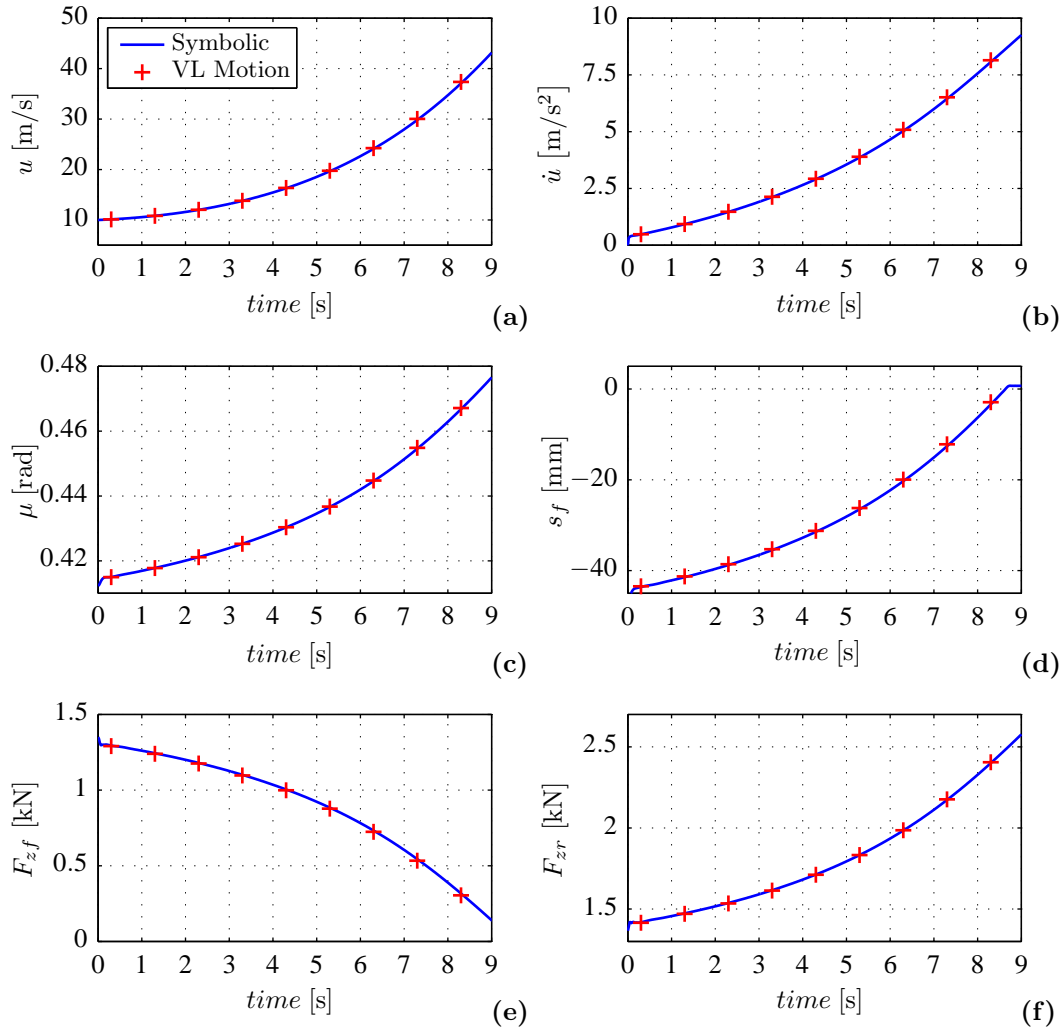 50
40
30
20
10
u [m/s]
Symbolic
VL Motion
0 1 2 3 4 5 6 7 8 9
time [s]
(a)
10
7.5
5
2.5
0
u̇ [m/s²]
0 1 2 3 4 5 6 7 8 9
time [s]
(b)
0.48
0.46
0.44
0.42
μ [rad]
0 1 2 3 4 5 6 7 8 9
time [s]
(c)
0
−20
−40
s_f [mm]
0 1 2 3 4 5 6 7 8 9
time [s]
(d)
1.5
1
0.5
0
F_zf [kN]
0 1 2 3 4 5 6 7 8 9
time [s]
(e)
2.5
2
1.5
F_zr [kN]
0 1 2 3 4 5 6 7 8 9
time [s]
(f)